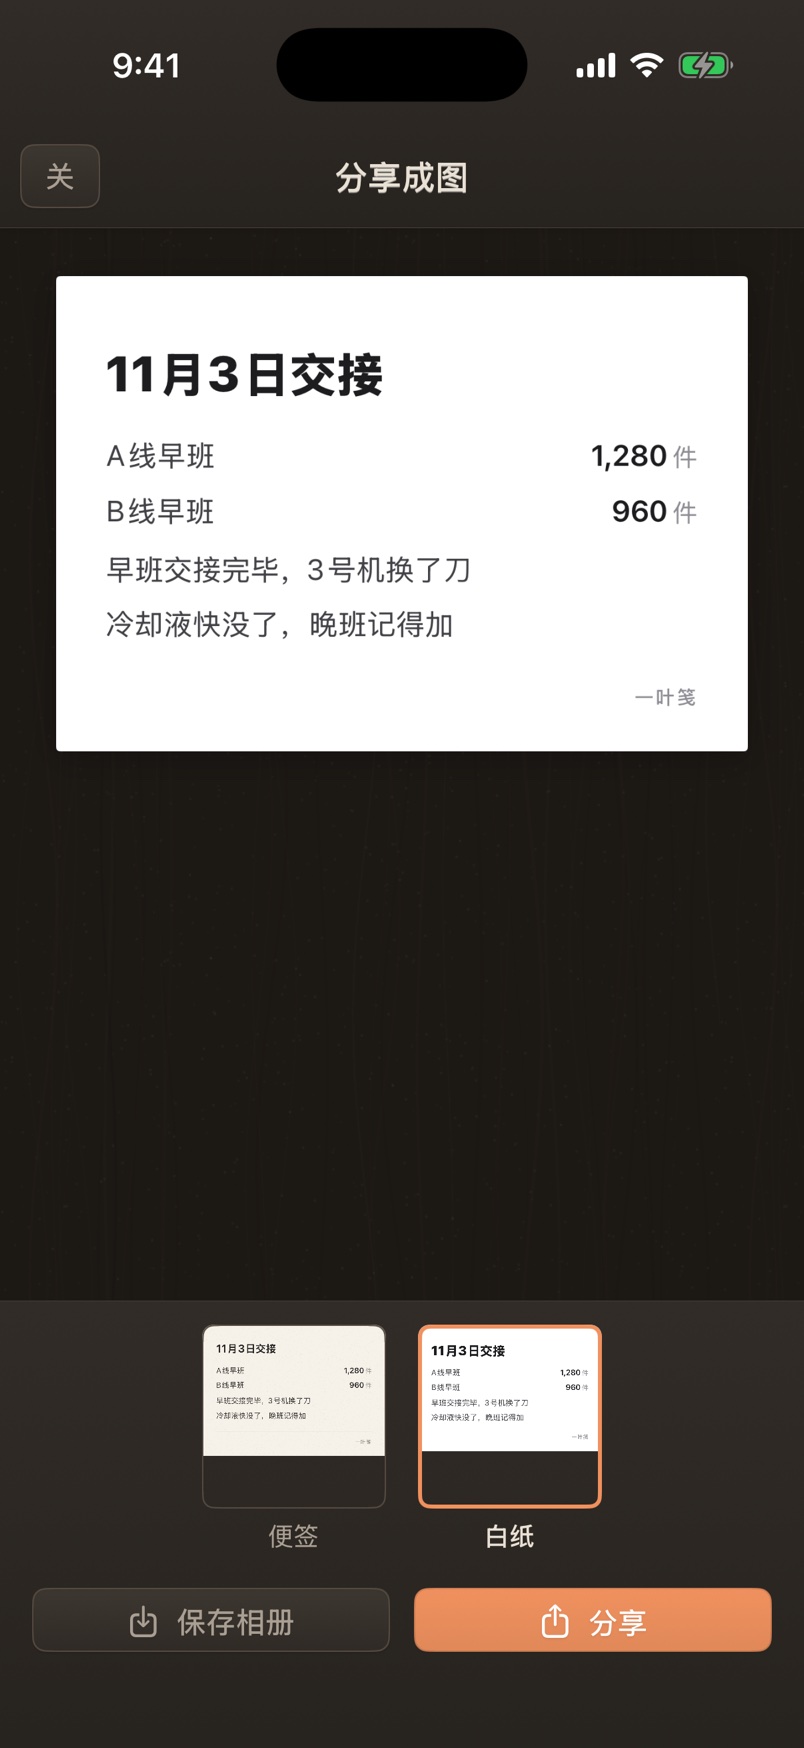 9:41
关
分享成图
11月3日交接
A线早班 1,280 件
B线早班 960 件
早班交接完毕，3号机换了刀
冷却液快没了，晚班记得加
一叶笺
11月3日交接
A线早班 1,280 件
B线早班 960 件
早班交接完毕，3号机换了刀
冷却液快没了，晚班记得加
一叶笺
11月3日交接
A线早班 1,280 件
B线早班 960 件
早班交接完毕，3号机换了刀
冷却液快没了，晚班记得加
一叶笺
便签
白纸
保存相册
分享